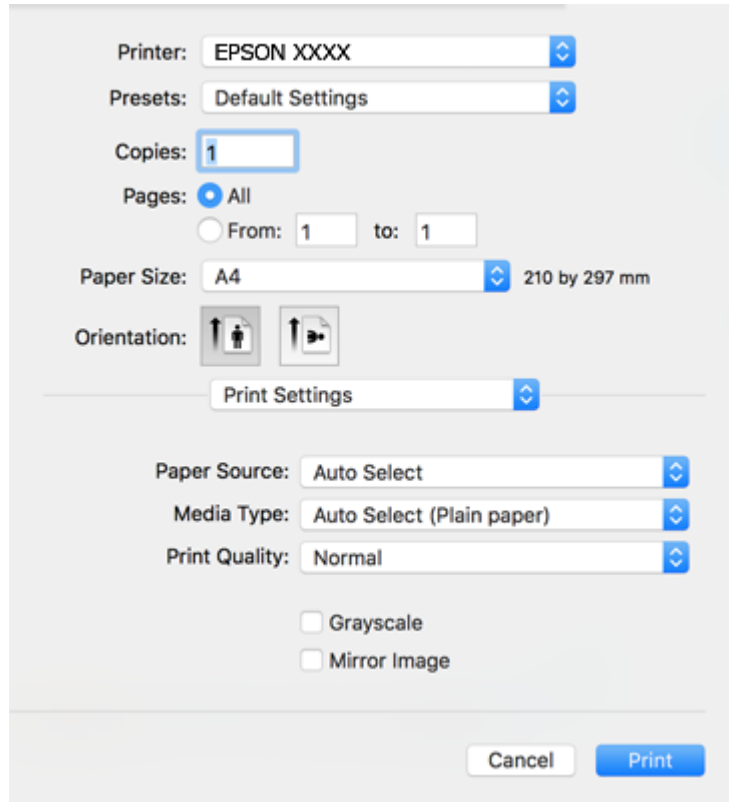 Printer: EPSON XXXX
Presets: Default Settings
Copies: 1
Pages: All
From: 1 to: 1
Paper Size: A4 210 by 297 mm
Orientation:
Print Settings
Paper Source: Auto Select
Media Type: Auto Select (Plain paper)
Print Quality: Normal
Grayscale
Mirror Image
Cancel Print